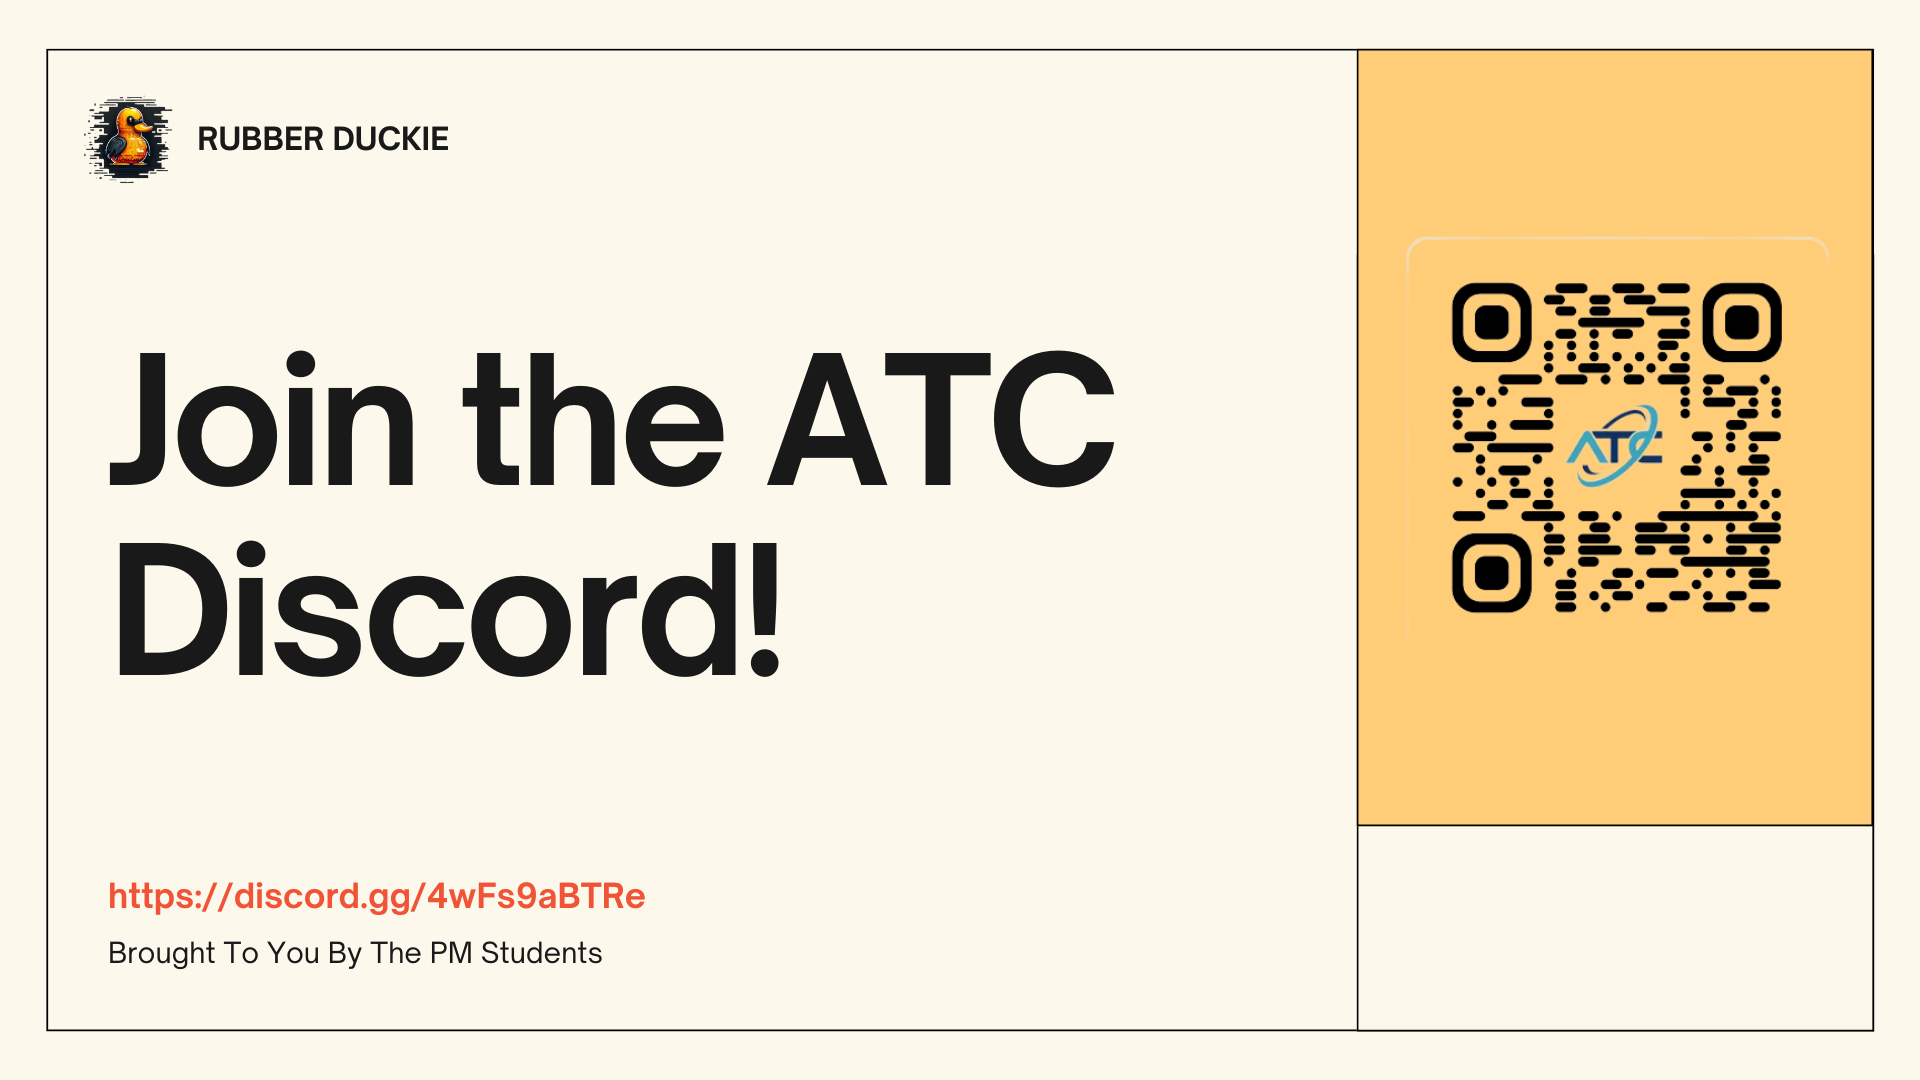 RUBBER DUCKIE
Join the ATC
Discord!
ATC
https://discord.gg/4wFs9aBTRe
Brought To You By The PM Students